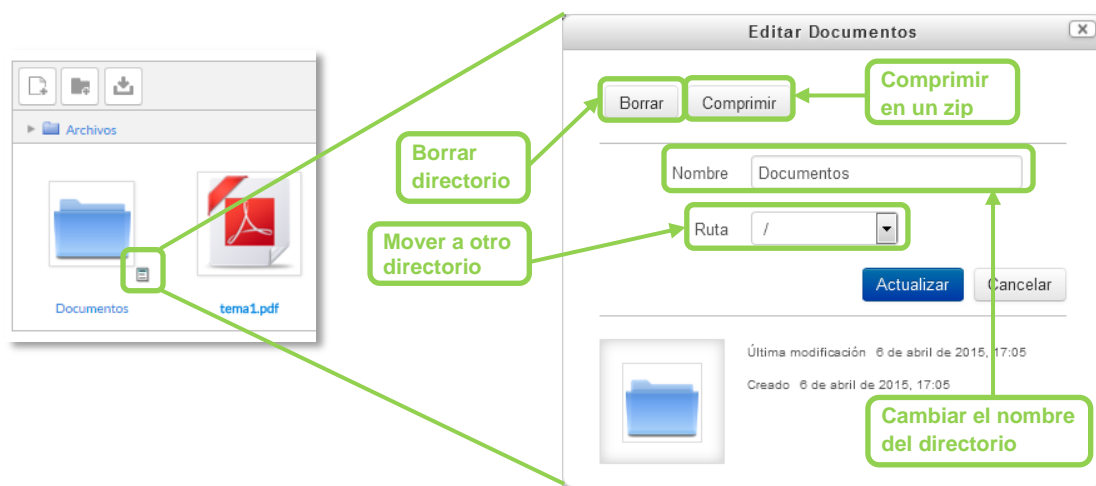 Archivos
Documentos
tema1.pdf
Editar Documentos
Borrar
Comprimir
Comprimir
en un zip
Borrar
directorio
Nombre
Documentos
Mover a otro
directorio
Ruta
/
Actualizar
Cancelar
Última modificación 6 de abril de 2015, 17:05
Creado 6 de abril de 2015, 17:05
Cambiar el nombre
del directorio